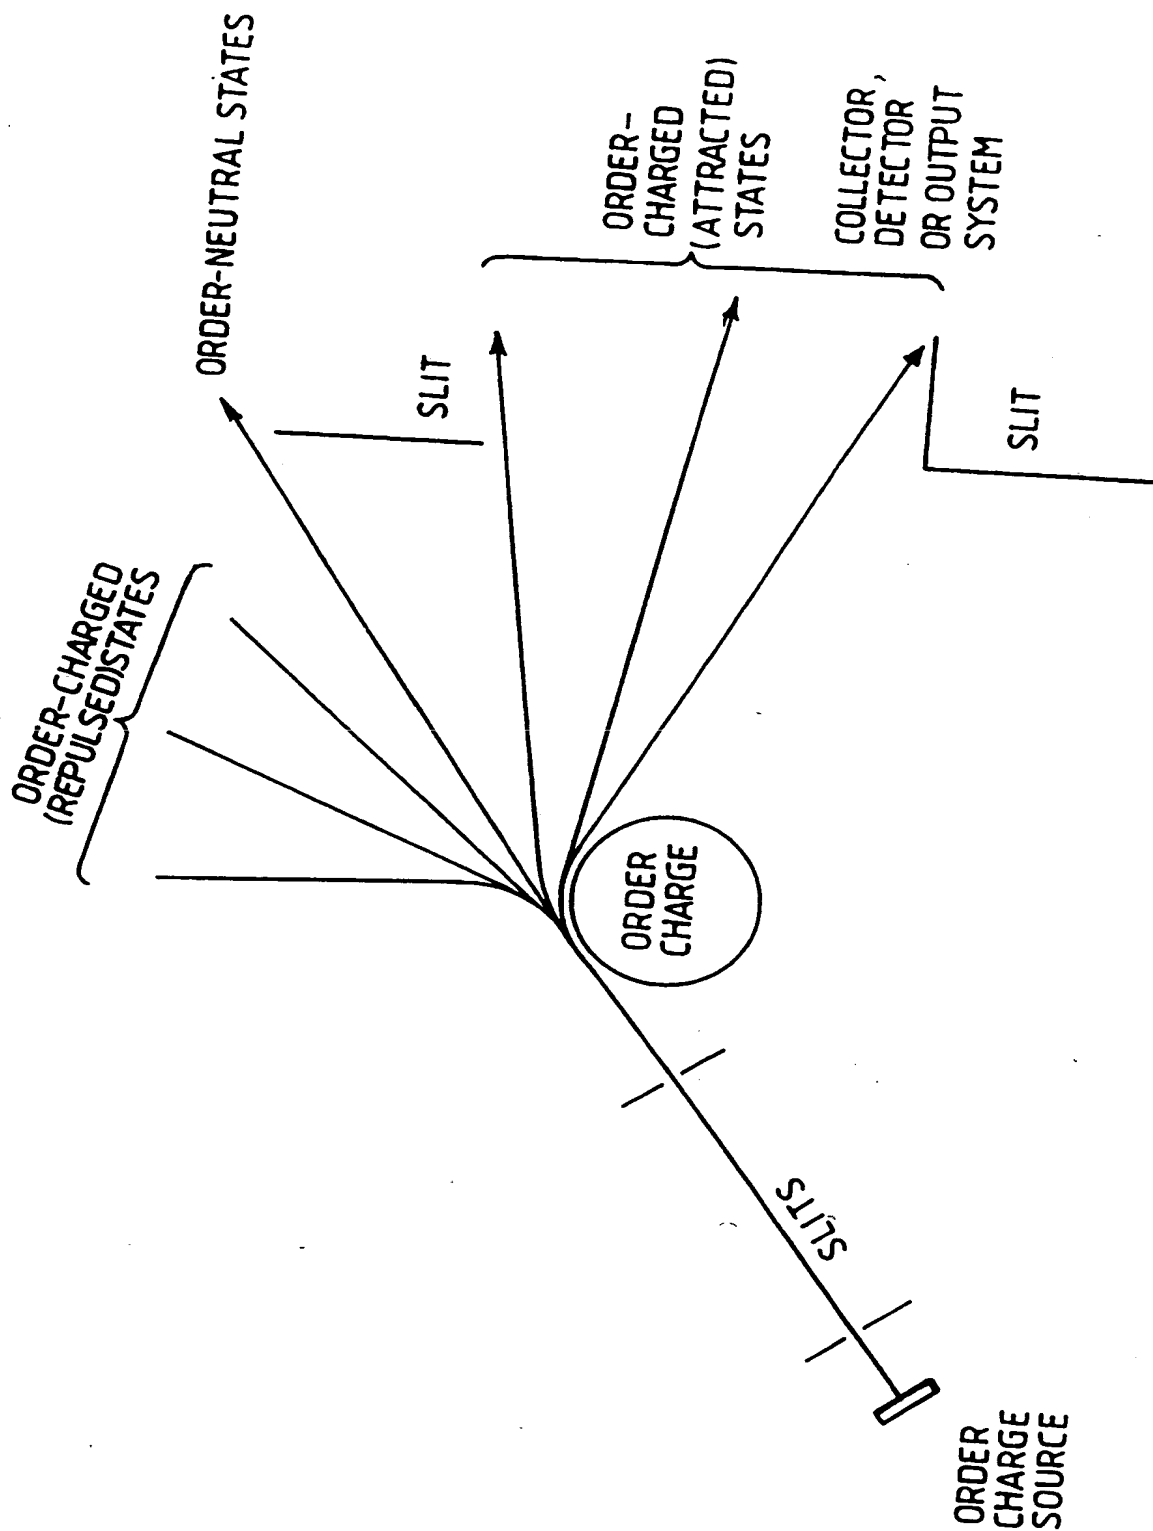 ORDER-CHARGED
(REPULSED)STATES
ORDER-NEUTRAL STATES
SLIT
ORDER-
CHARGED
(ATTRACTED)
STATES
COLLECTOR,
DETECTOR
OR OUTPUT
SYSTEM
SLIT
ORDER
CHARGE
SLITS
ORDER
CHARGE
SOURCE